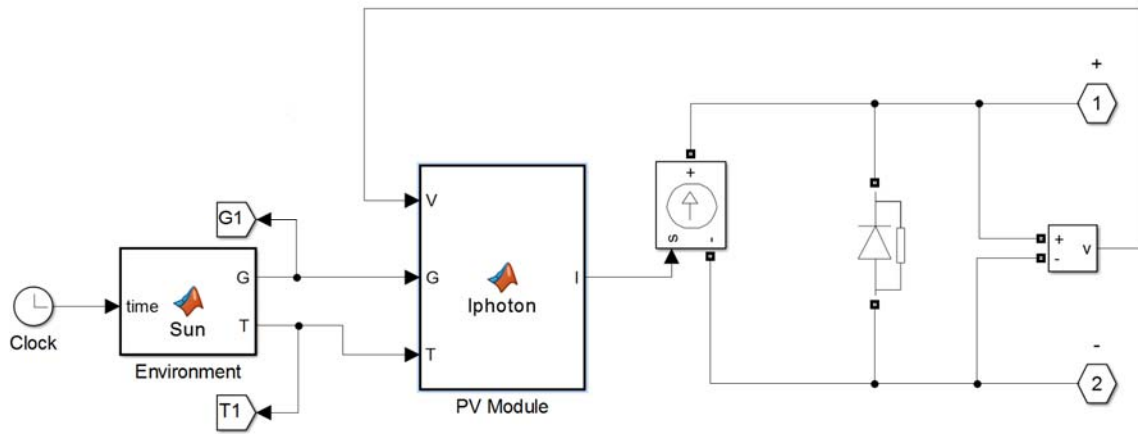 +
1
V
+
G1
s
-
G
G
Iphoton
I
+
-
v
time
Sun
T
T
Clock
Environment
-
T1
PV Module
2